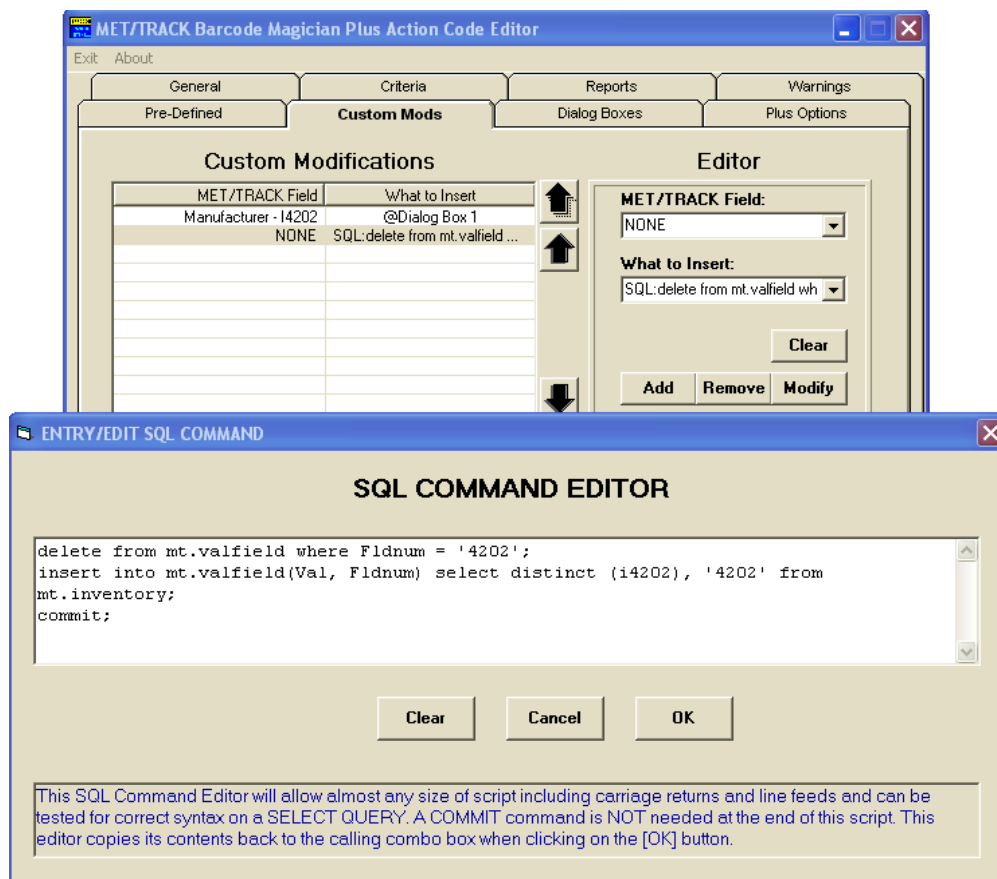 MET/TRACK Barcode Magician Plus Action Code Editor
Exit About
General Criteria Reports Warnings
Pre-Defined Custom Mods Dialog Boxes Plus Options
Custom Modifications Editor
MET/TRACK Field What to Insert
Manufacturer - I4202 @Dialog Box 1
NONE SQL:delete from mt.valfield ...
MET/TRACK Field:
NONE
What to Insert:
SQL:delete from mt.valfield wh
Clear
Add Remove Modify
ENTRY/EDIT SQL COMMAND
SQL COMMAND EDITOR
delete from mt.valfield where Fldnum = '4202';
insert into mt.valfield(Val, Fldnum) select distinct (i4202), '4202' from
mt.inventory;
commit;
Clear Cancel OK
This SQL Command Editor will allow almost any size of script including carriage returns and line feeds and can be
tested for correct syntax on a SELECT QUERY. A COMMIT command is NOT needed at the end of this script. This
editor copies its contents back to the calling combo box when clicking on the [OK] button.